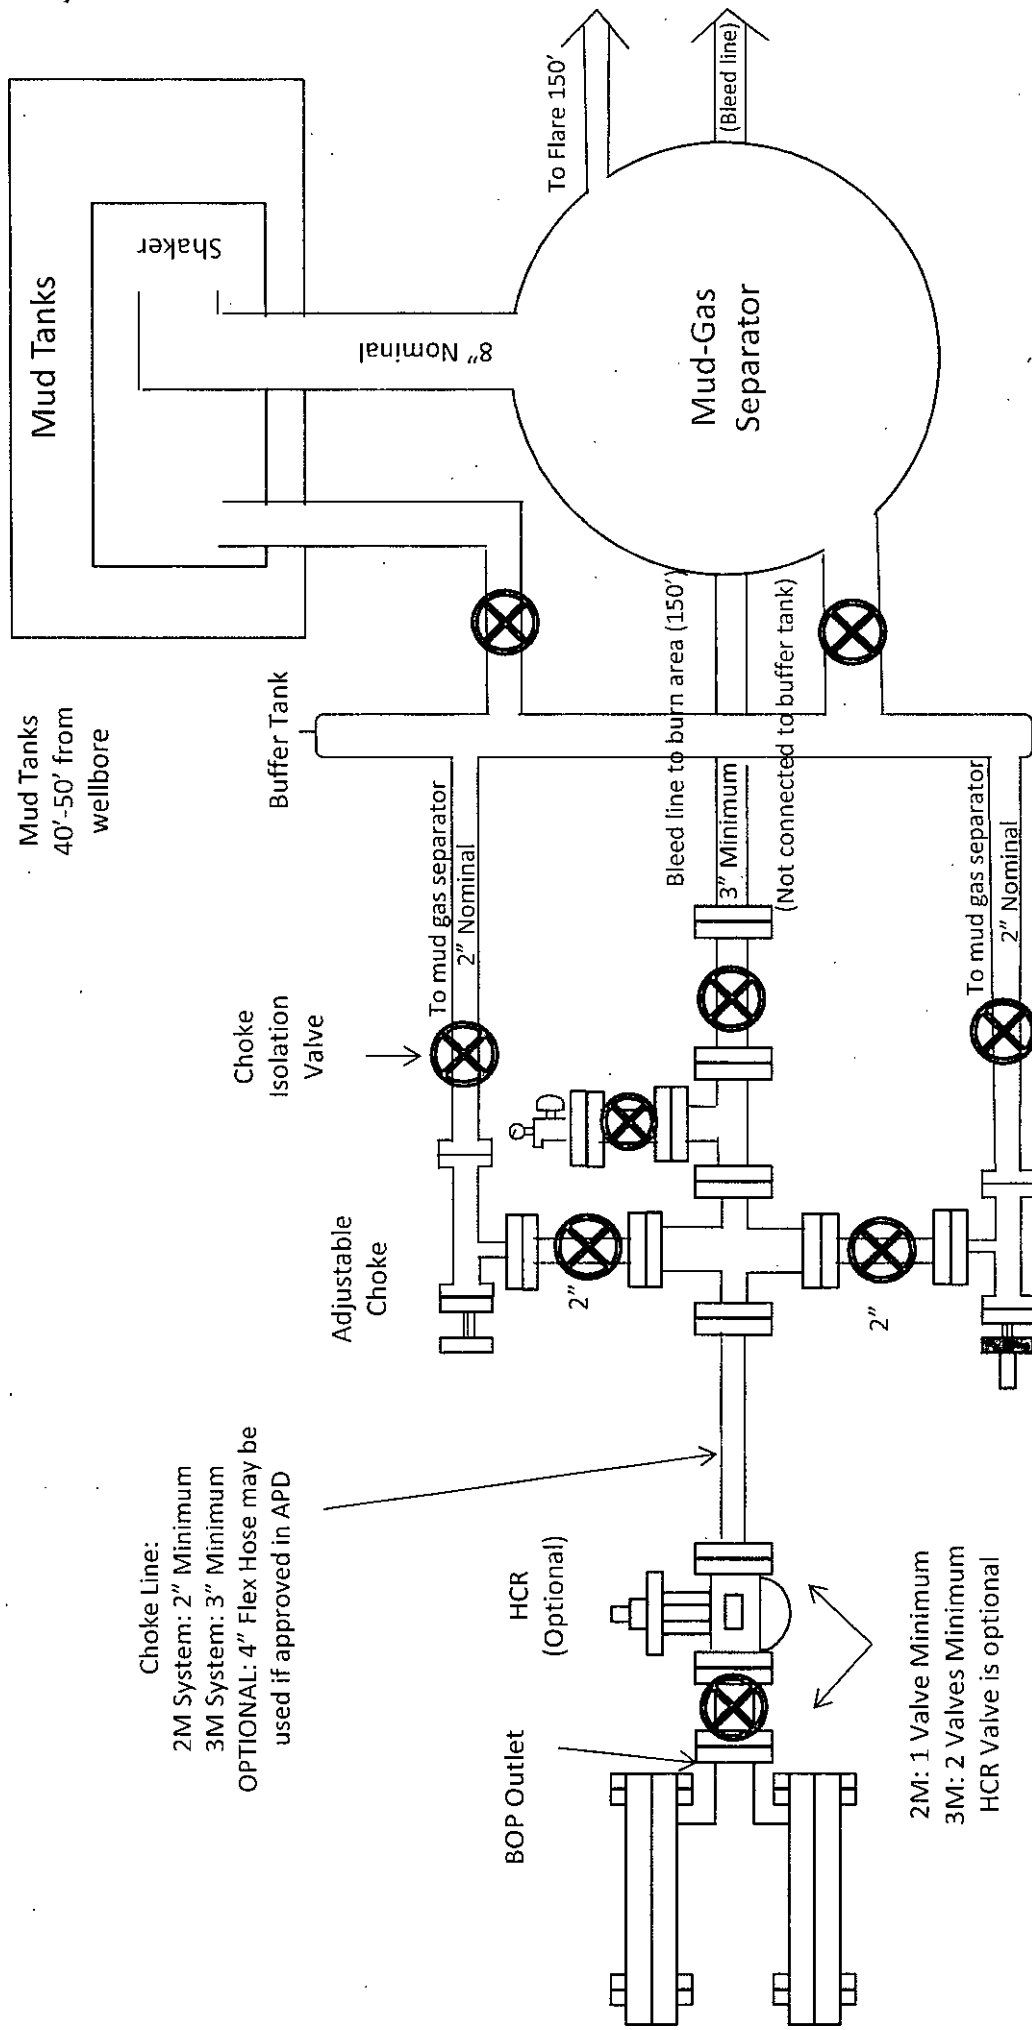 Mud Tanks
40'-50' from
wellbore
Mud Tanks
Shaker
8" Nominal
To Flare 150'
(Bleed line)
Mud-Gas
Separator
Buffer Tank
Choke
Isolation
Valve
To mud gas separator
2" Nominal
Bleed line to burn area (150')
3" Minimum
(Not connected to buffer tank)
To mud gas separator
2" Nominal
Adjustable
Choke
2"
2"
Choke Line:
2M System: 2" Minimum
3M System: 3" Minimum
OPTIONAL: 4" Flex Hose may be
used if approved in APD
HCR
(Optional)
BOP Outlet
2M: 1 Valve Minimum
3M: 2 Valves Minimum
HCR Valve is optional